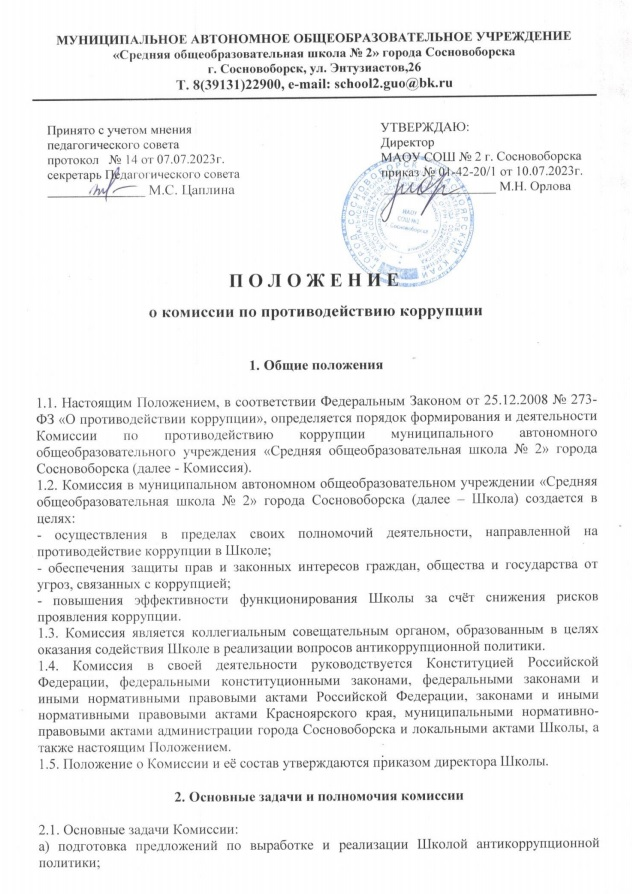 МУНИЦИПАЛЬНОЕ АВТОНОМНОЕ ОБЩЕОБРАЗОВАТЕЛЬНОЕ УЧРЕЖДЕНИЕ
«Средняя общеобразовательная школа № 2» города Сосновоборска
г. Сосновоборск, ул. Энтузиастов,26
Т. 8(39131)22900, e-mail: school2.guo@bk.ru
Принято с учетом мнения
педагогического совета
протокол № 14 от 07.07.2023г.
секретарь Педагогического совета
М.С. Цаплина
УТВЕРЖДАЮ:
Директор
МАОУ СОШ № 2 г. Сосновоборска
приказ № 01-42-20/1 от 10.07.2023г.
М.Н. Орлова
П О Л О Ж Е Н И Е
о комиссии по противодействию коррупции
1. Общие положения
1.1. Настоящим Положением, в соответствии Федеральным Законом от 25.12.2008 № 273-
ФЗ «О противодействии коррупции», определяется порядок формирования и деятельности
Комиссии по противодействию коррупции муниципального автономного
общеобразовательного учреждения «Средняя общеобразовательная школа № 2» города
Сосновоборска (далее - Комиссия).
1.2. Комиссия в муниципальном автономном общеобразовательном учреждении «Средняя
общеобразовательная школа № 2» города Сосновоборска (далее – Школа) создается в
целях:
- осуществления в пределах своих полномочий деятельности, направленной на
противодействие коррупции в Школе;
- обеспечения защиты прав и законных интересов граждан, общества и государства от
угроз, связанных с коррупцией;
- повышения эффективности функционирования Школы за счёт снижения рисков
проявления коррупции.
1.3. Комиссия является коллегиальным совещательным органом, образованным в целях
оказания содействия Школе в реализации вопросов антикоррупционной политики.
1.4. Комиссия в своей деятельности руководствуется Конституцией Российской
Федерации, федеральными конституционными законами, федеральными законами и
иными нормативными правовыми актами Российской Федерации, законами и иными
нормативными правовыми актами Красноярского края, муниципальными нормативно-
правовыми актами администрации города Сосновоборска и локальными актами Школы, а
также настоящим Положением.
1.5. Положение о Комиссии и её состав утверждаются приказом директора Школы.
2. Основные задачи и полномочия комиссии
2.1. Основные задачи Комиссии:
а) подготовка предложений по выработке и реализации Школой антикоррупционной
политики;